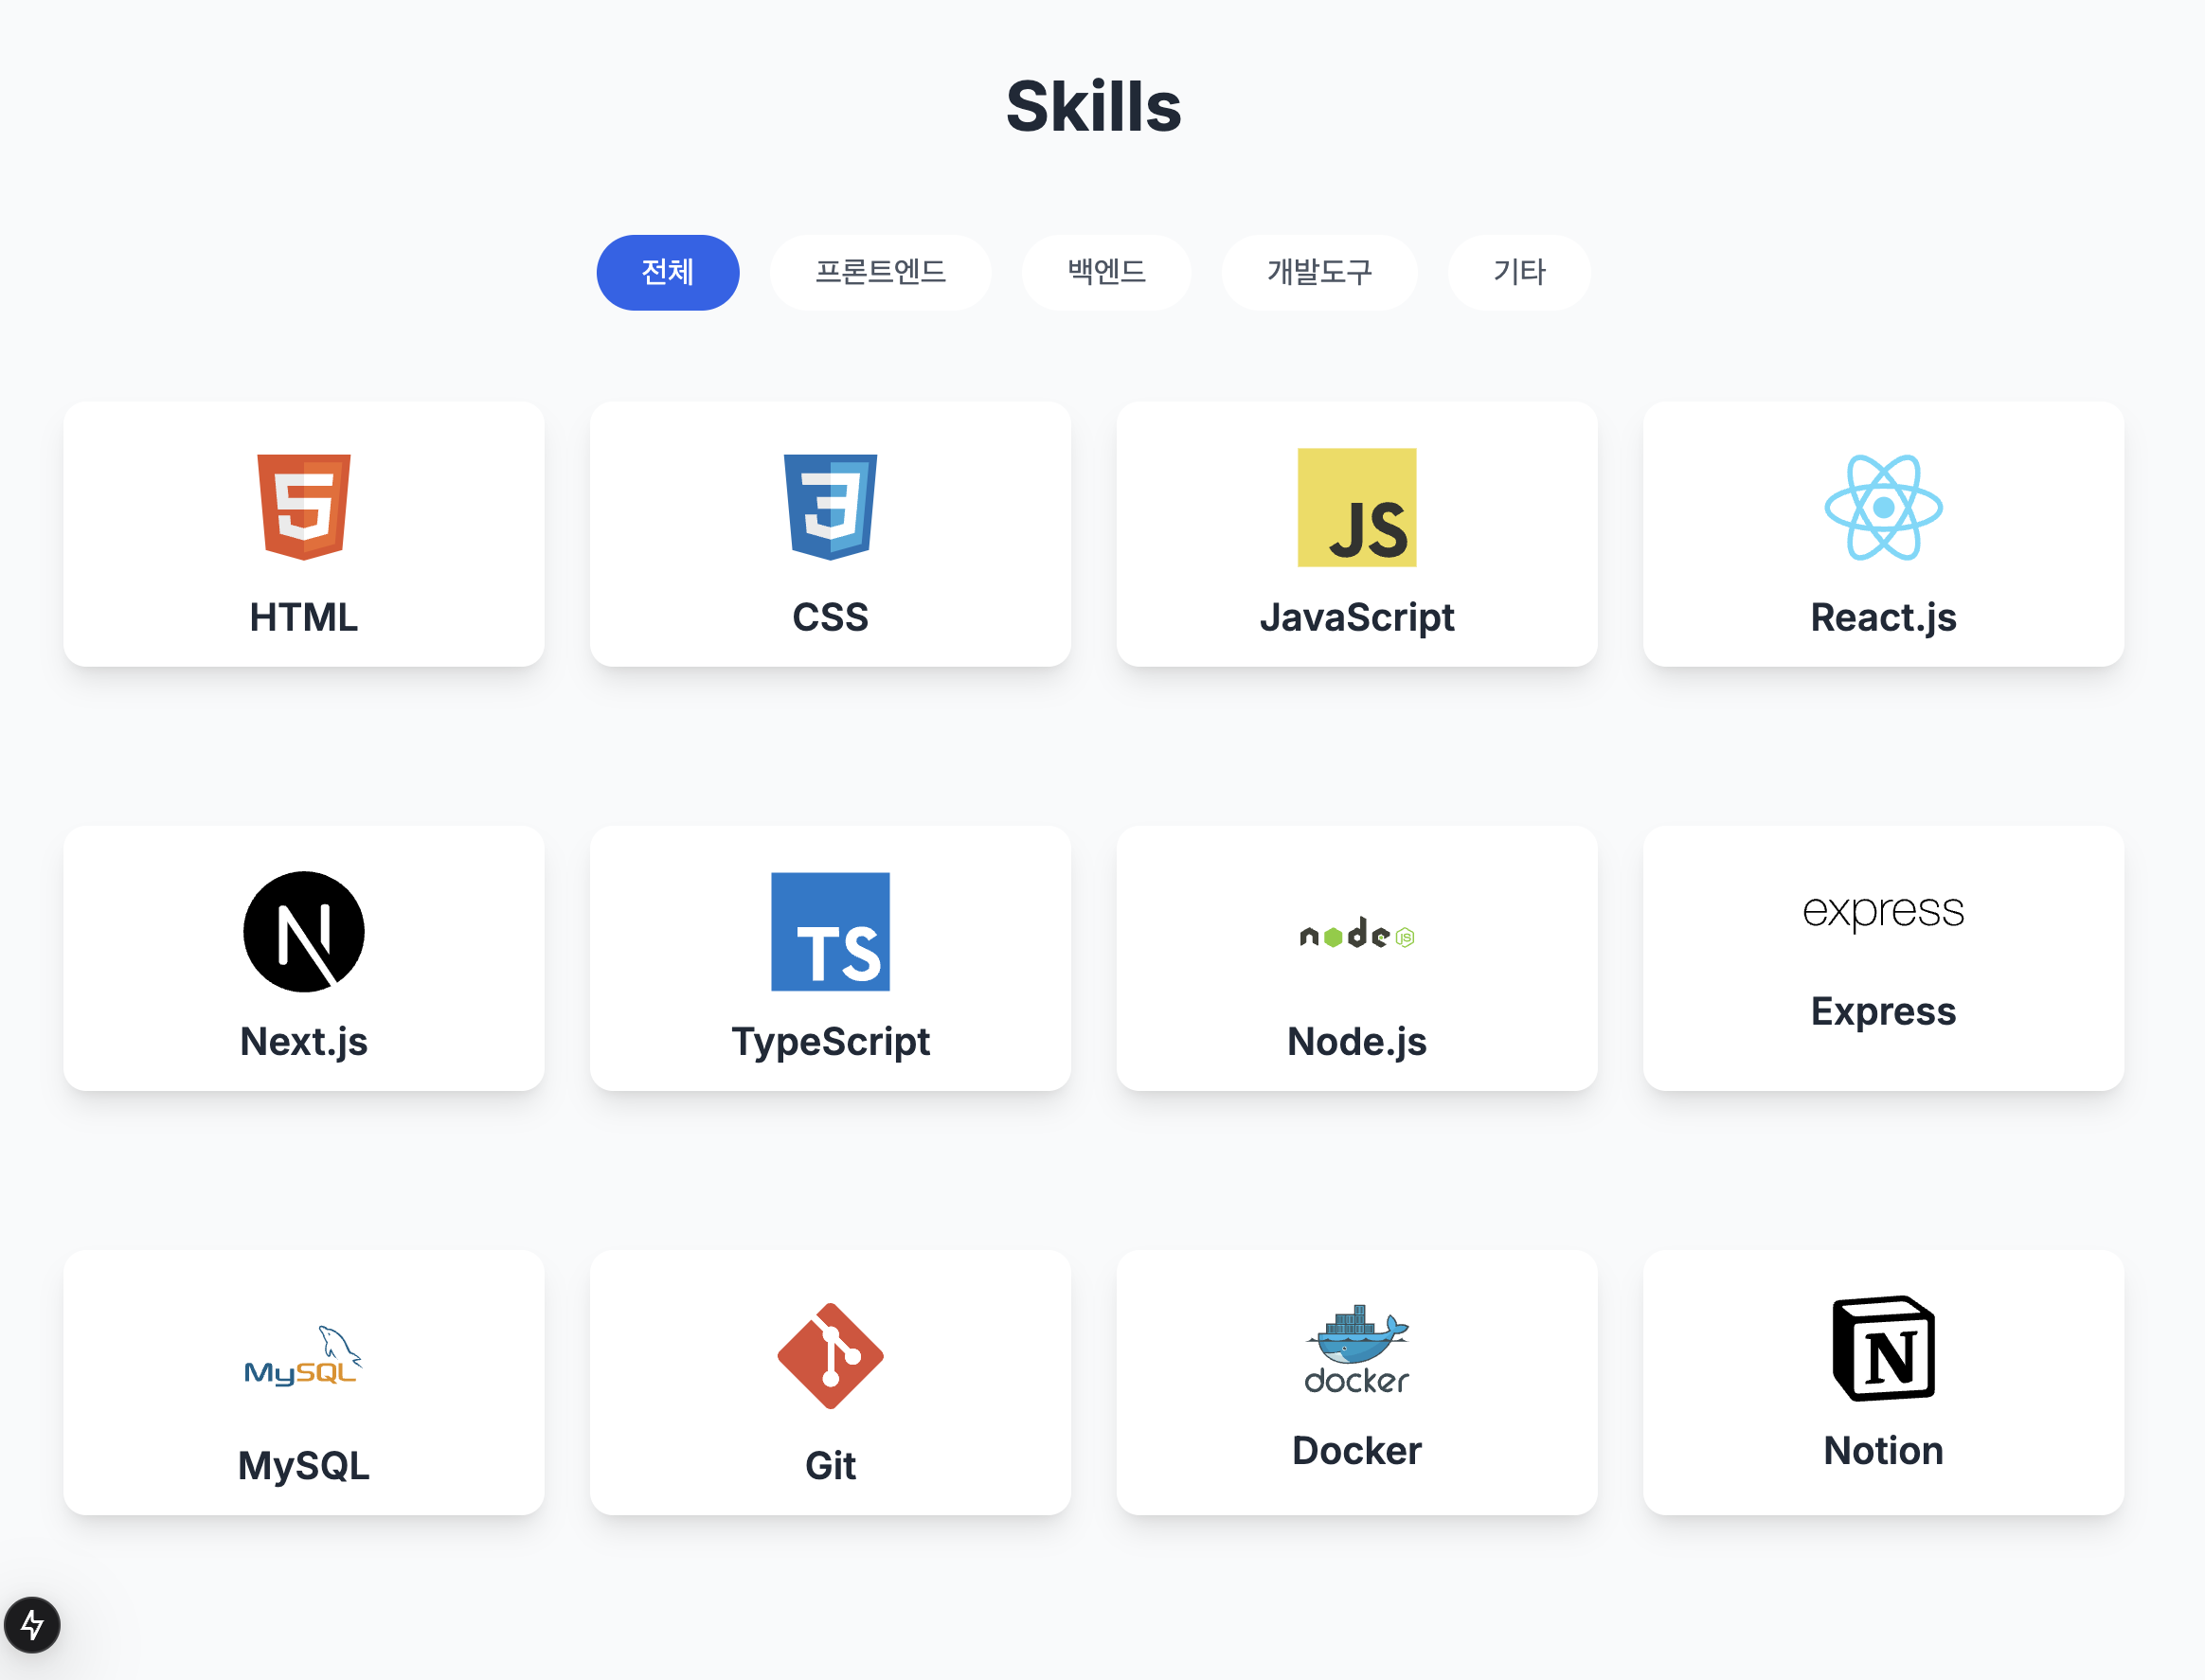 Skills
전체 프론트엔드 백엔드 개발도구 기타
5 3 JS
HTML CSS JavaScript React.js
N TS node JS express
Next.js TypeScript Node.js Express
MySQL docker N
MySQL Git Docker Notion